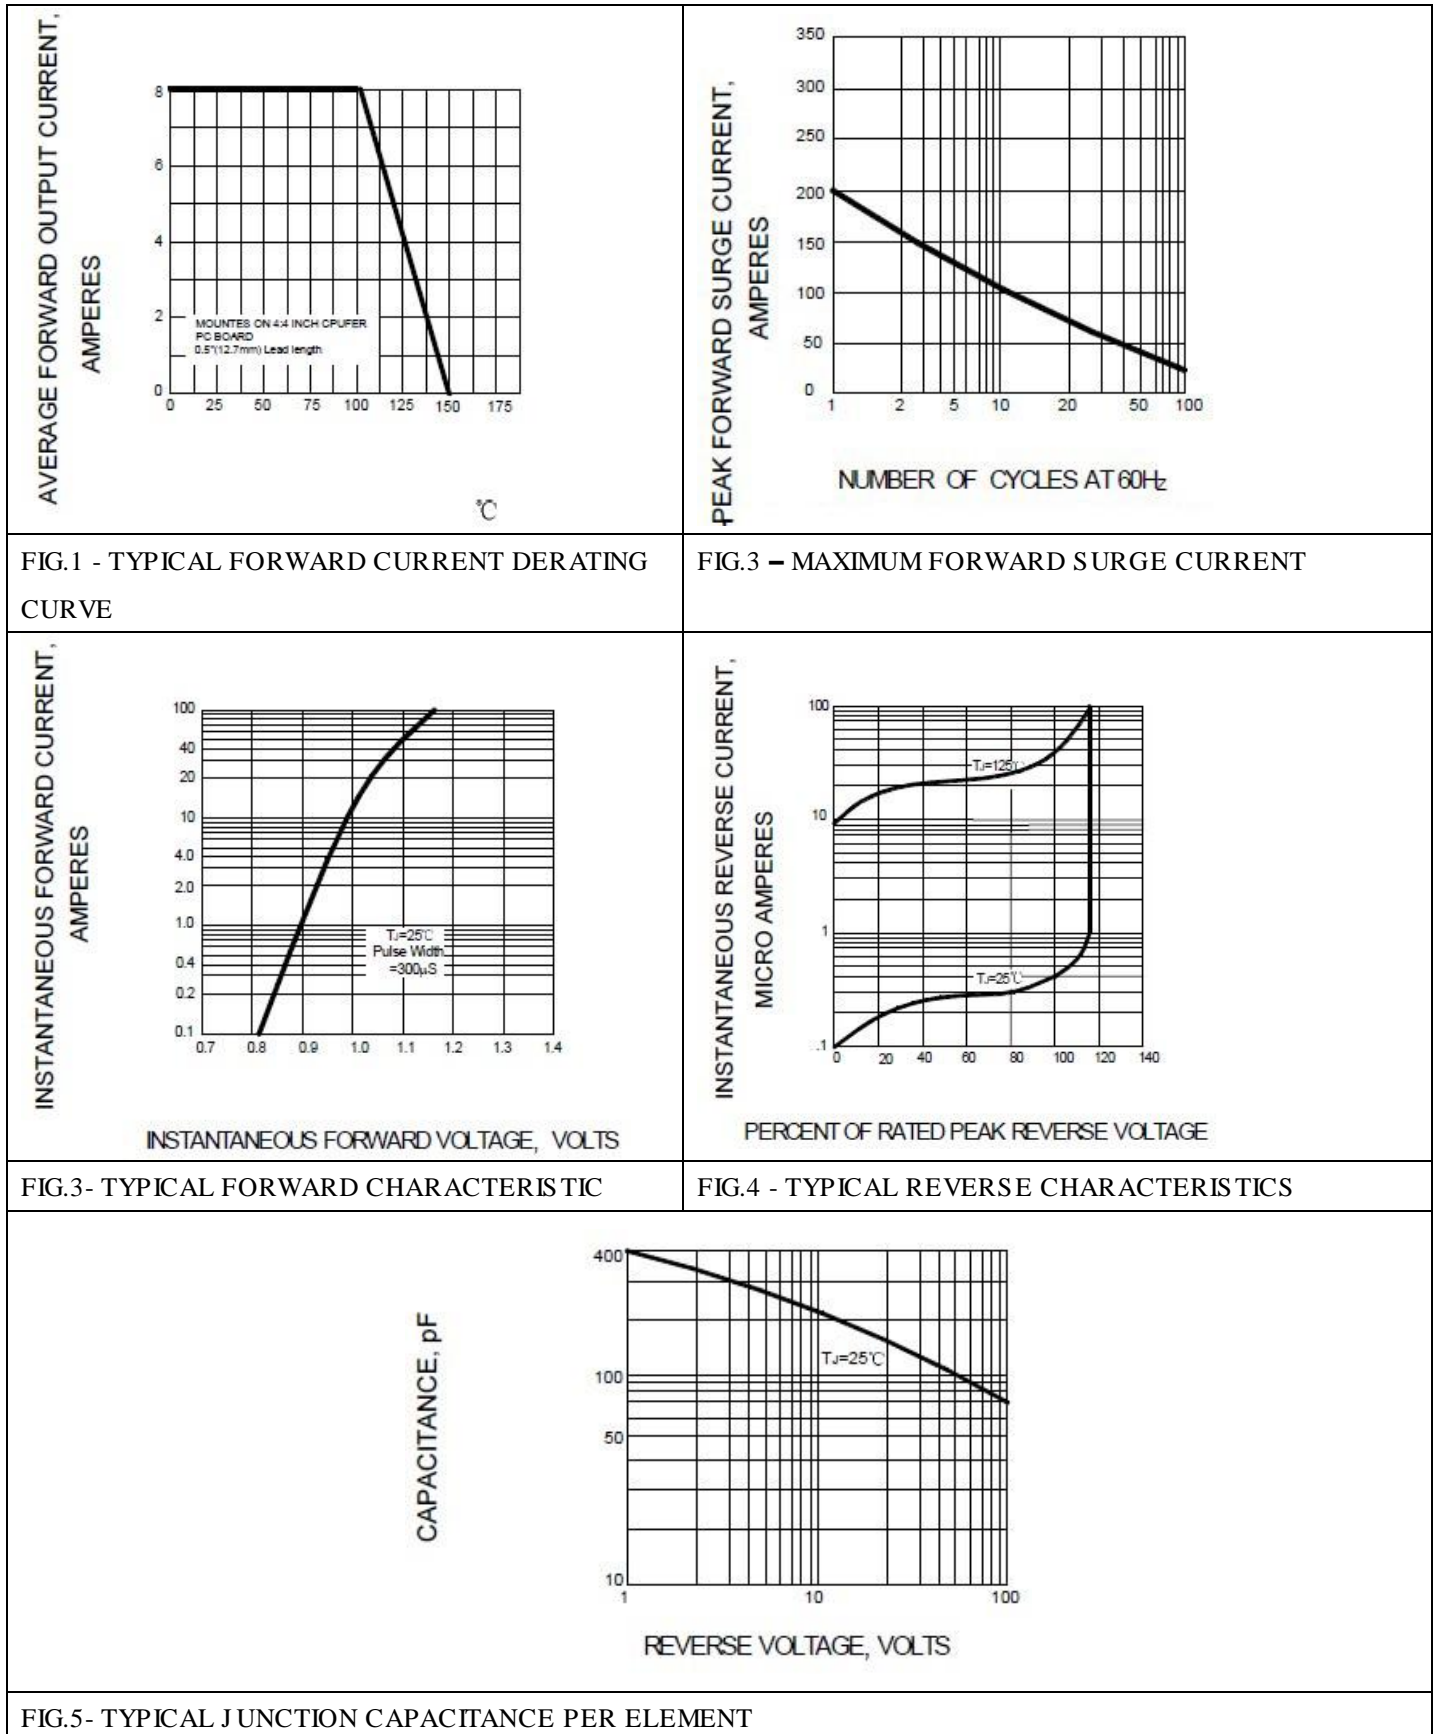 AVERAGE FORWARD OUTPUT CURRENT,
AMPERES
8
6
4
2
0
MOUNTES ON 4:4 INCH CPUFER
PC BOARD
0.5"(12.7mm) Lead length
0 25 50 75 100 125 150 175
℃
PEAK FORWARD SURGE CURRENT,
AMPERES
350
300
250
200
150
100
50
0
1 2 5 10 20 50 100
NUMBER OF CYCLES AT 60Hz
FIG.1 - TYPICAL FORWARD CURRENT DERATING
CURVE
FIG.3 – MAXIMUM FORWARD SURGE CURRENT
INSTANTANEOUS FORWARD CURRENT,
AMPERES
100
40
20
10
4.0
2.0
1.0
0.4
0.2
0.1
TJ=25℃
Pulse Width
=300μS
0.7 0.8 0.9 1.0 1.1 1.2 1.3 1.4
INSTANTANEOUS FORWARD VOLTAGE, VOLTS
INSTANTANEOUS REVERSE CURRENT,
MICRO AMPERES
100
10
1
.1
TJ=125℃
TJ=25℃
0 20 40 60 80 100 120 140
PERCENT OF RATED PEAK REVERSE VOLTAGE
FIG.3- TYPICAL FORWARD CHARACTERISTIC
FIG.4 - TYPICAL REVERSE CHARACTERISTICS
CAPACITANCE, pF
400
100
50
10
TJ=25℃
1 10 100
REVERSE VOLTAGE, VOLTS
FIG.5- TYPICAL JUNCTION CAPACITANCE PER ELEMENT